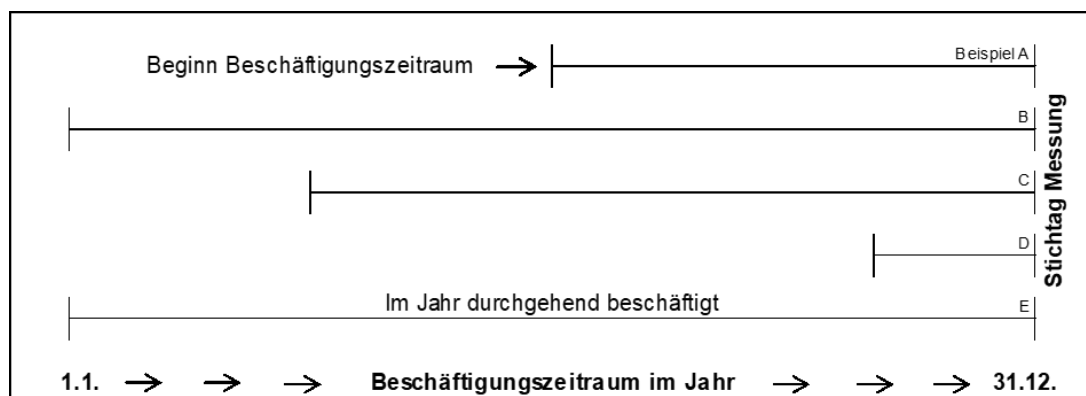 Beispiel A
Beginn Beschäftigungszeitraum
B
C
D
Im Jahr durchgehend beschäftigt
E
Stichtag Messung
1.1. Beschäftigungszeitraum im Jahr 31.12.